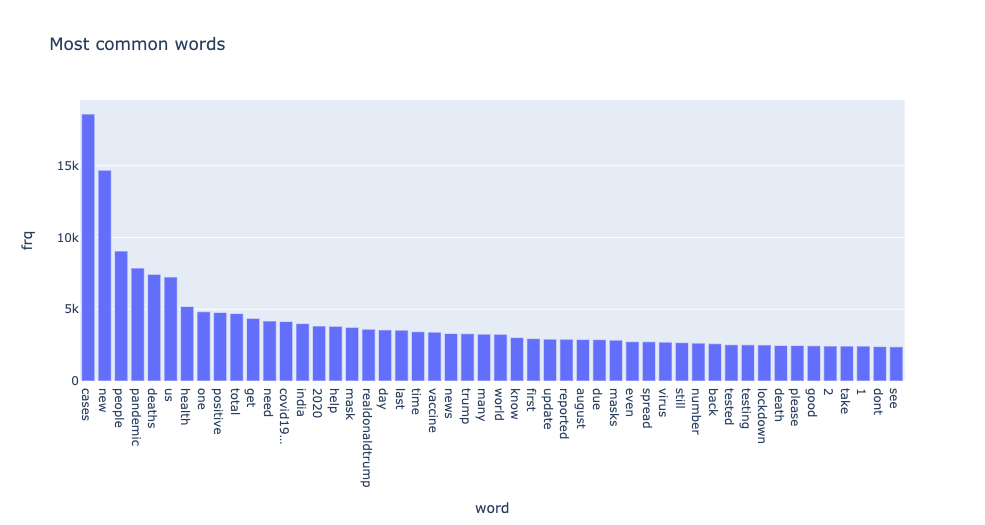 Most common words
frq
15k
10k
5k
0
cases
new
people
pandemic
deaths
us
health
one
positive
total
get
need
covid19…
india
2020
help
mask
realdonaldtrump
day
last
time
vaccine
news
trump
many
world
know
first
update
reported
august
due
masks
even
spread
virus
still
number
back
tested
testing
lockdown
death
please
good
2
take
1
dont
see
word